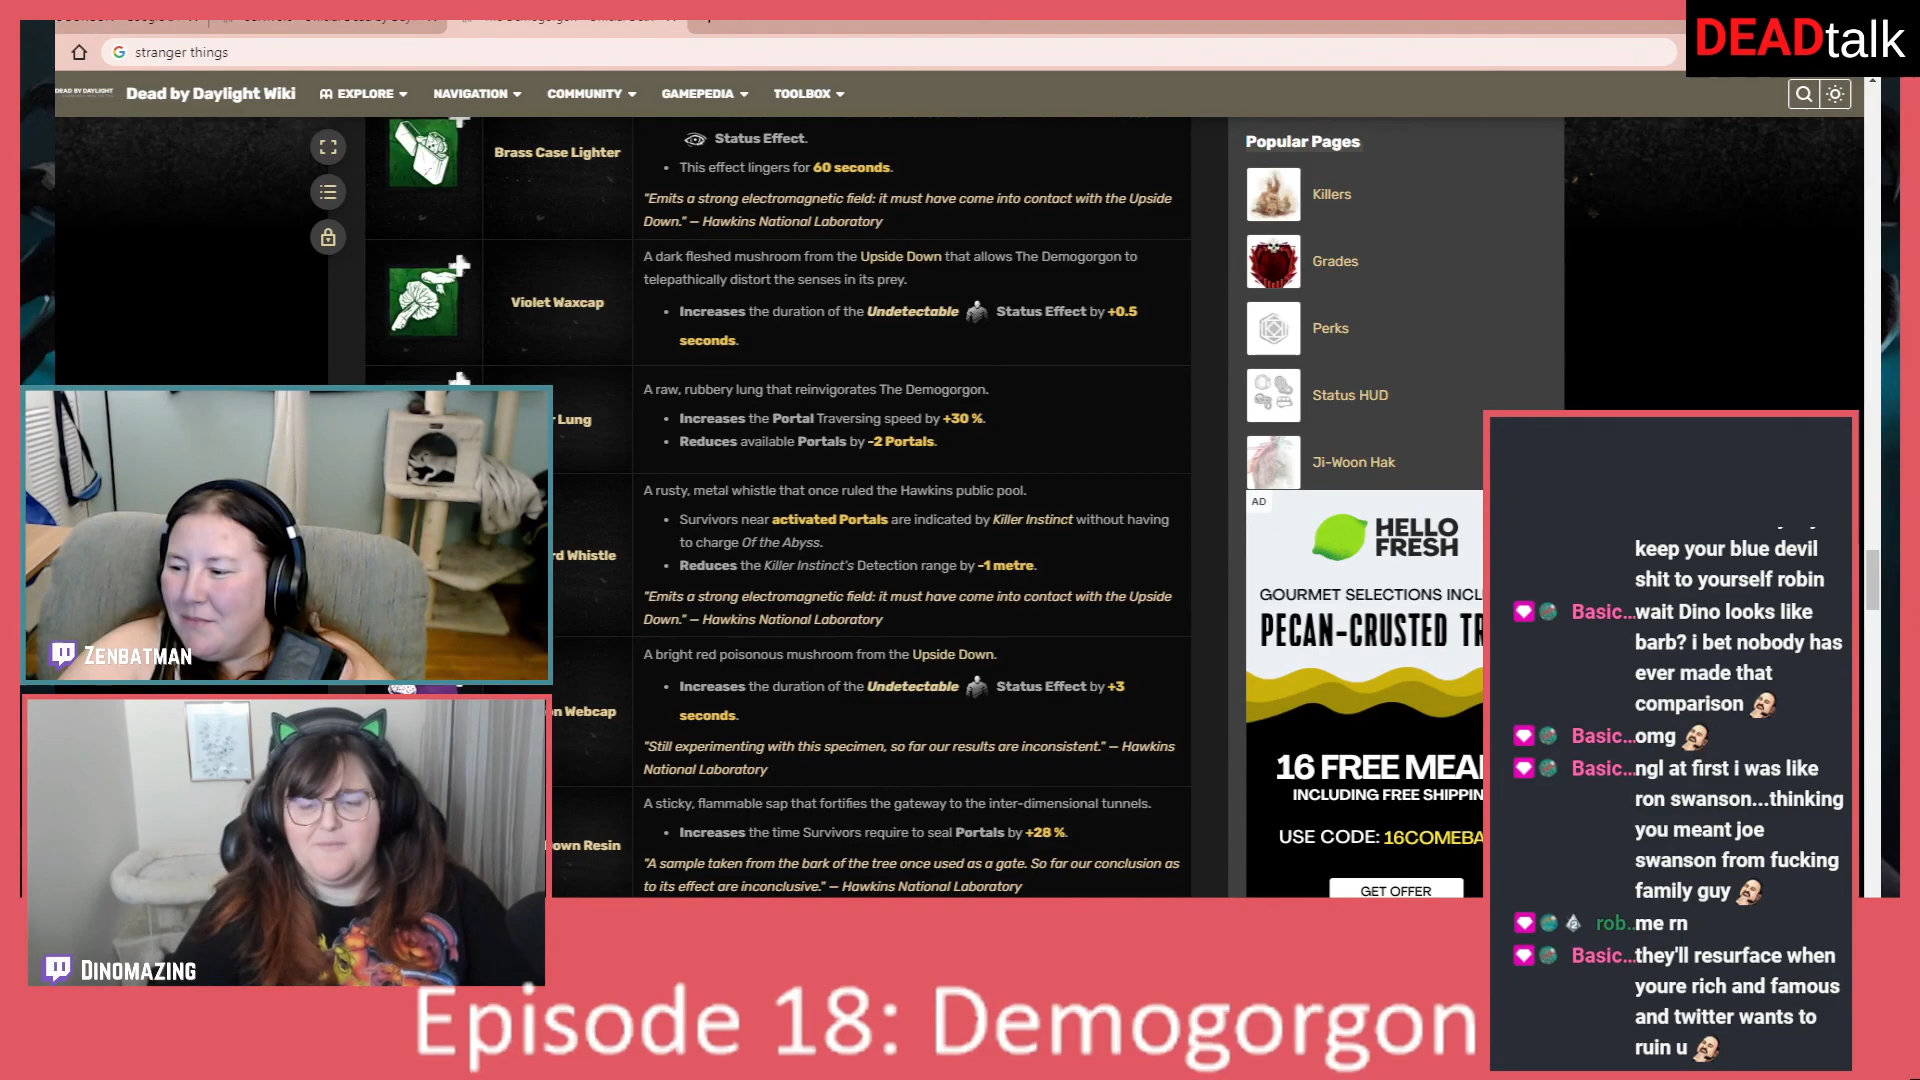 DEADtalk
stranger things
DEAD BY DAYLIGHT
Dead by Daylight Wiki
EXPLORE
NAVIGATION
COMMUNITY
GAMEPEDIA
TOOLBOX
Brass Case Lighter
Status Effect.
This effect lingers for 60 seconds.
"Emits a strong electromagnetic field: it must have come into contact with the Upside
Down." — Hawkins National Laboratory
Violet Waxcap
A dark fleshed mushroom from the Upside Down that allows The Demogorgon to
telepathically distort the senses in its prey.
Increases the duration of the Undetectable Status Effect by +0.5
seconds.
Lung
A raw, rubbery lung that reinvigorates The Demogorgon.
Increases the Portal Traversing speed by +30 %.
Reduces available Portals by -2 Portals.
rd Whistle
A rusty, metal whistle that once ruled the Hawkins public pool.
Survivors near activated Portals are indicated by Killer Instinct without having
to charge Of the Abyss.
Reduces the Killer Instinct's Detection range by -1 metre.
"Emits a strong electromagnetic field: it must have come into contact with the Upside
Down." — Hawkins National Laboratory
on Webcap
A bright red poisonous mushroom from the Upside Down.
Increases the duration of the Undetectable Status Effect by +3
seconds.
"Still experimenting with this specimen, so far our results are inconsistent." — Hawkins
National Laboratory
own Resin
A sticky, flammable sap that fortifies the gateway to the inter-dimensional tunnels.
Increases the time Survivors require to seal Portals by +28 %.
"A sample taken from the bark of the tree once used as a gate. So far our conclusion as
to its effect are inconclusive." — Hawkins National Laboratory
Popular Pages
Killers
Grades
Perks
Status HUD
Ji-Woon Hak
AD
HELLO
FRESH
GOURMET SELECTIONS INCL
PECAN-CRUSTED TR
16 FREE MEA
INCLUDING FREE SHIPPIN
USE CODE: 16COMEBA
GET OFFER
ZENBATMAN
DINOMAZING
keep your blue devil
shit to yourself robin
Basic...wait Dino looks like
barb? i bet nobody has
ever made that
comparison
Basic...omg
Basic...ngl at first i was like
ron swanson...thinking
you meant joe
swanson from fucking
family guy
rob..me rn
Basic...they'll resurface when
youre rich and famous
and twitter wants to
ruin u
Episode 18: Demogorgon